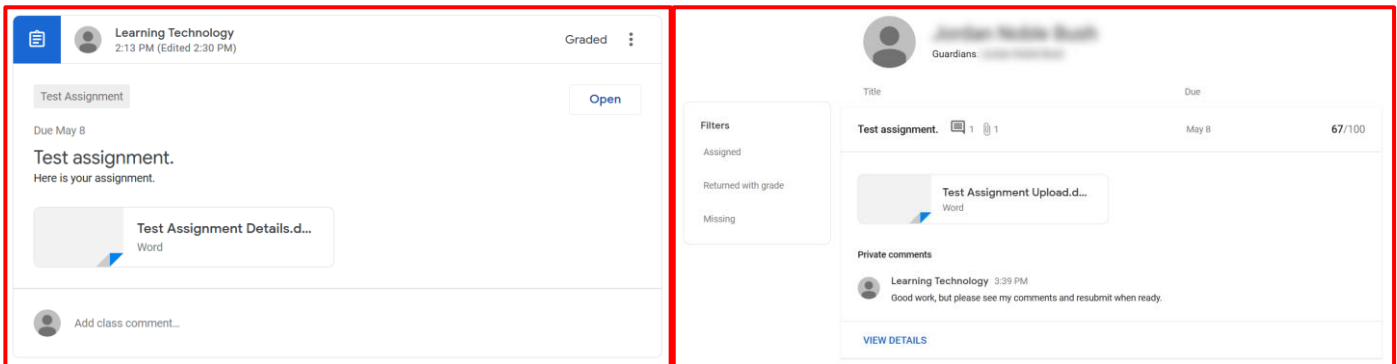 Learning Technology
2:13 PM (Edited 2:30 PM)
Graded
Test Assignment
Open
Due May 8
Test assignment.
Here is your assignment.
Test Assignment Details.d...
Word
Add class comment...
Guardians:
Title Due
Filters
Assigned
Returned with grade
Missing
Test assignment. 1 1 May 8 67/100
Test Assignment Upload.d...
Word
Private comments
Learning Technology 3:39 PM
Good work, but please see my comments and resubmit when ready.
VIEW DETAILS